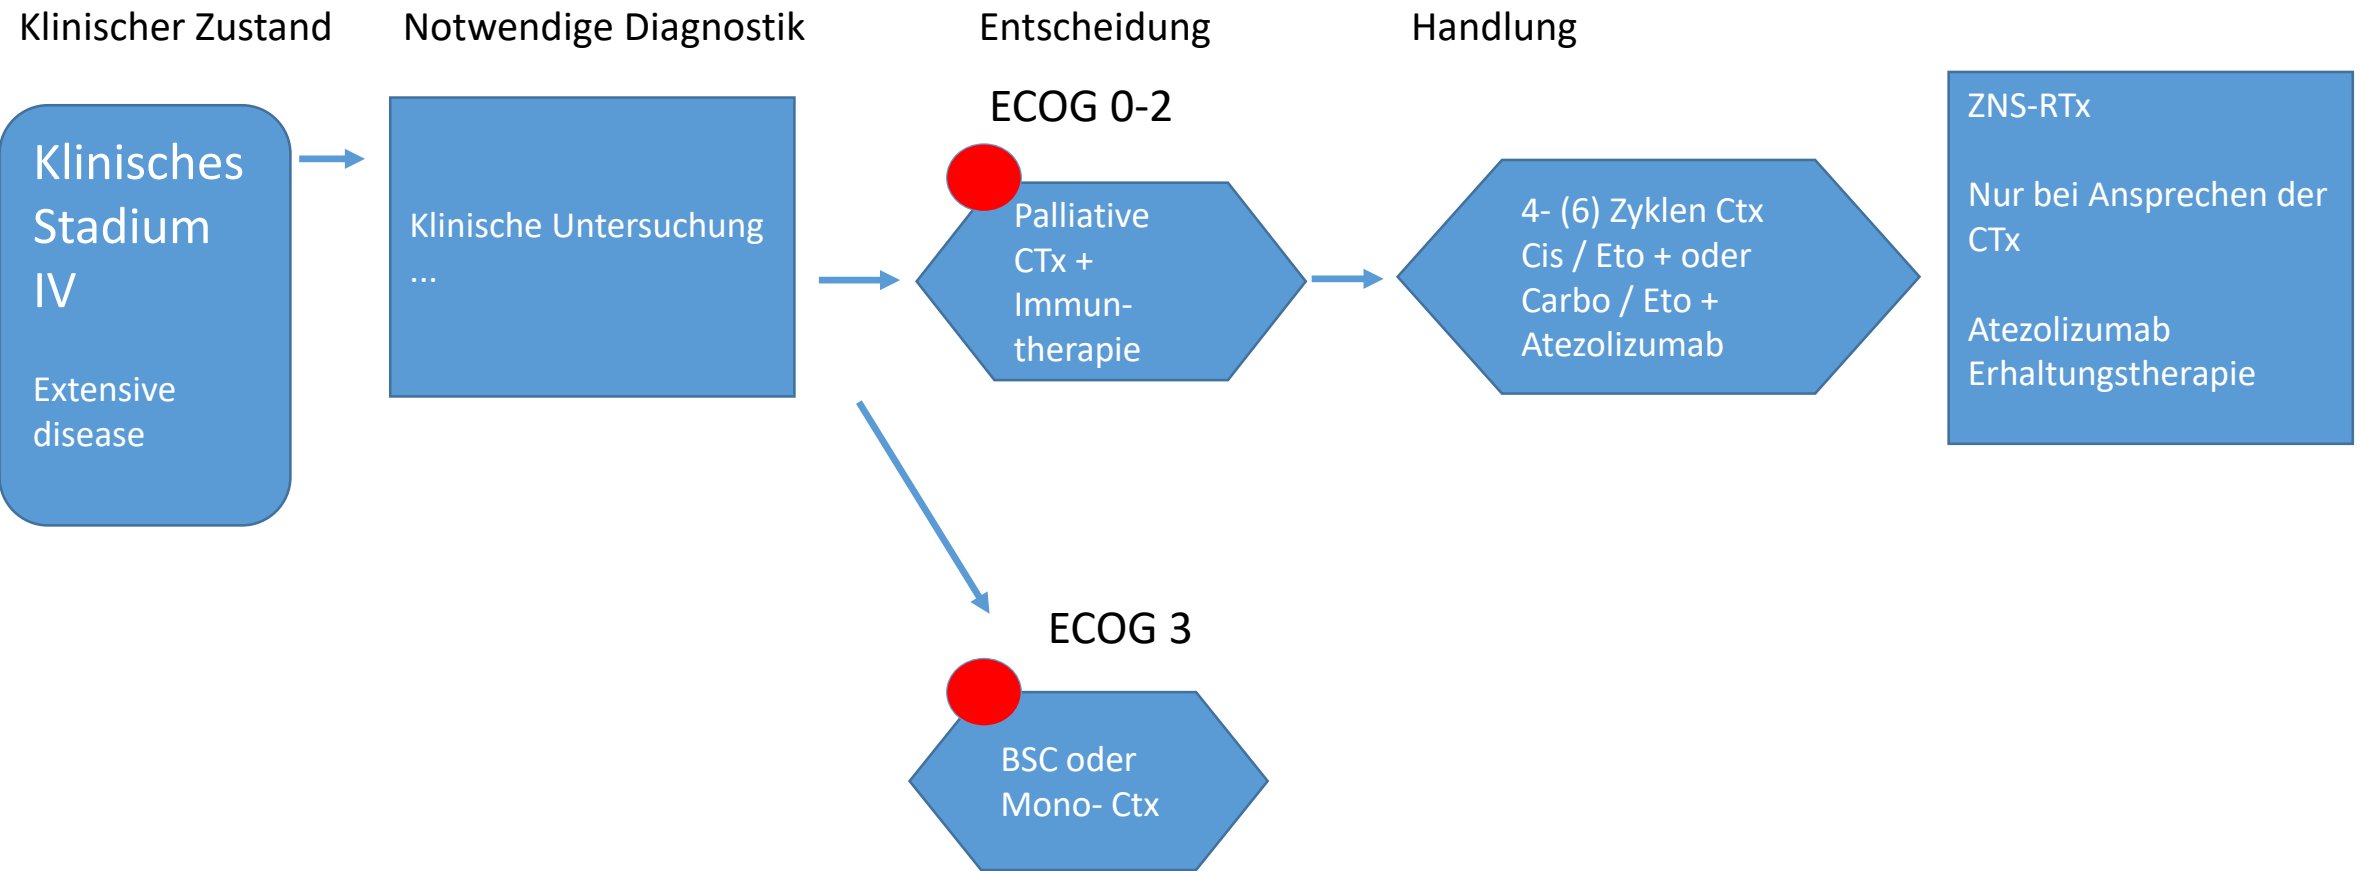 Klinischer Zustand
Notwendige Diagnostik
Entscheidung
Handlung
Klinisches
Stadium
IV
Extensive
disease
Klinische Untersuchung
...
ECOG 0-2
Palliative
CTx +
Immun-
therapie
4- (6) Zyklen Ctx
Cis / Eto + oder
Carbo / Eto +
Atezolizumab
ZNS-RTx
Nur bei Ansprechen der
CTx
Atezolizumab
Erhaltungstherapie
ECOG 3
BSC oder
Mono- Ctx